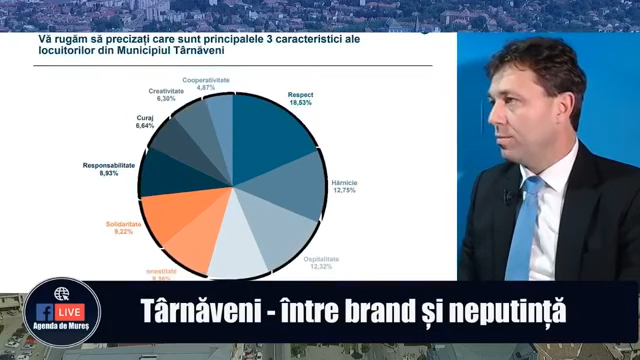 Vă rugăm să precizați care sunt principalele 3 caracteristici ale
locuitorilor din Municipiul Târnăveni
Cooperativitate
4,87%
Creativitate
6,30%
Respect
18,53%
Curaj
6,64%
Responsabilitate
8,93%
Hărnicie
12,75%
Solidaritate
9,22%
Ospitalitate
12,32%
onestitate
LIVE
Agenda de Mureș
Târnăveni - între brand și neputință